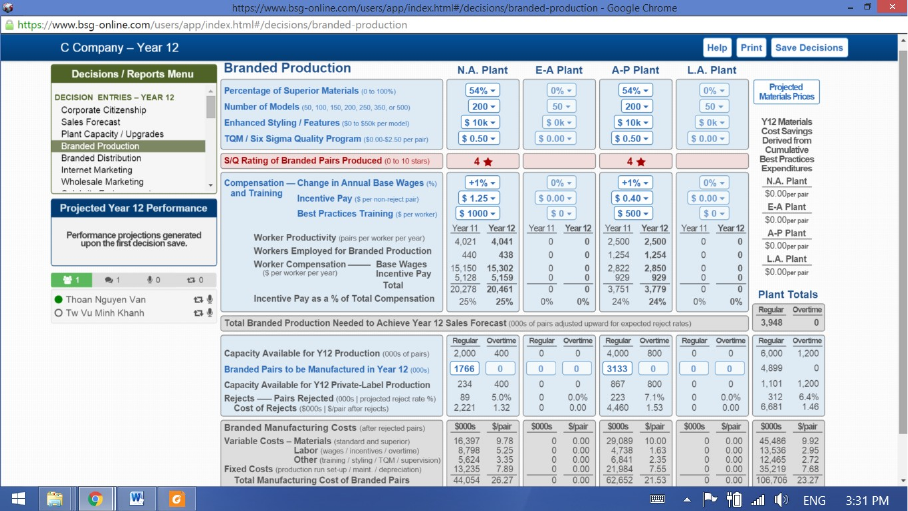 https://www.bsg-online.com/users/app/index.html#/decisions/branded-production - Google Chrome
https://www.bsg-online.com/users/app/index.html#/decisions/branded-production
C Company – Year 12
Help Print Save Decisions
Decisions / Reports Menu
DECISION ENTRIES – YEAR 12
Corporate Citizenship
Sales Forecast
Plant Capacity / Upgrades
Branded Production
Branded Distribution
Internet Marketing
Wholesale Marketing
Projected Year 12 Performance
Performance projections generated
upon the first decision save.
1 1 0 0
Thoan Nguyen Van
Tw Vu Minh Khanh
Branded Production N.A. Plant E-A Plant A-P Plant L.A. Plant
Percentage of Superior Materials (0 to 100%) 54% 0% 54% 0%
Number of Models (50, 100, 150, 200, 250, 350, or 500) 200 50 200 50
Enhanced Styling / Features ($0 to $50k per model) $ 10k $ 0k $ 10k $ 0k
TQM / Six Sigma Quality Program ($0.00-$2.50 per pair) $ 0.50 $ 0.00 $ 0.50 $ 0.00
S/Q Rating of Branded Pairs Produced (0 to 10 stars) 4 ★ 4 ★
Compensation — Change in Annual Base Wages (%) +1% 0% +1% 0%
and Training Incentive Pay ($ per non-reject pair) $ 1.25 $ 0.00 $ 0.40 $ 0.00
Best Practices Training ($ per worker) $ 1000 $ 0 $ 500 $ 0
Year 11 Year 12 Year 11 Year 12 Year 11 Year 12 Year 11 Year 12
Worker Productivity (pairs per worker per year) 4,021 4,041 0 0 2,500 2,500 0 0
Workers Employed for Branded Production 440 438 0 0 1,254 1,254 0 0
Worker Compensation —— Base Wages 15,150 15,302 0 0 2,822 2,850 0 0
($ per worker per year) Incentive Pay 5,128 5,159 0 0 929 929 0 0
Total 20,278 20,461 0 0 3,751 3,779 0 0
Incentive Pay as a % of Total Compensation 25% 25% 0% 0% 24% 24% 0% 0%
Projected
Materials Prices
Y12 Materials
Cost Savings
Derived from
Cumulative
Best Practices
Expenditures
N.A. Plant
$0.00 per pair
E-A Plant
$0.00 per pair
A-P Plant
$0.00 per pair
L.A. Plant
$0.00 per pair
Plant Totals
Regular Overtime
Total Branded Production Needed to Achieve Year 12 Sales Forecast (000s of pairs adjusted upward for expected reject rates) 3,948 0
Regular Overtime Regular Overtime Regular Overtime Regular Overtime Regular Overtime
Capacity Available for Y12 Production (000s of pairs) 2,000 400 0 0 4,000 800 0 0 6,000 1,200
Branded Pairs to be Manufactured in Year 12 (000s) 1766 0 0 0 3133 0 0 0 4,899 0
Capacity Available for Y12 Private-Label Production 234 400 0 0 867 800 0 0 1,101 1,200
Rejects —— Pairs Rejected (000s | projected reject rate %) 89 5.0% 0 0.0% 223 7.1% 0 0.0% 312 6.4%
Cost of Rejects ($000s | $/pair after rejects) 2,221 1.32 0 0.00 4,460 1.53 0 0.00 6,681 1.46
Branded Manufacturing Costs (after rejected pairs) $000s $/pair $000s $/pair $000s $/pair $000s $/pair $000s $/pair
Variable Costs – Materials (standard and superior) 16,397 9.78 0 0.00 29,089 10.00 0 0.00 45,486 9.92
Labor (wages / incentives / overtime) 8,798 5.25 0 0.00 4,738 1.63 0 0.00 13,536 2.95
Other (training / styling / TQM / supervision) 5,624 3.35 0 0.00 6,841 2.35 0 0.00 12,465 2.72
Fixed Costs (production run set-up / maint. / depreciation) 13,235 7.89 0 0.00 21,984 7.55 0 0.00 35,219 7.68
Total Manufacturing Cost of Branded Pairs 44,054 26.27 0 0.00 62,652 21.53 0 0.00 106,706 23.27
ENG 3:31 PM